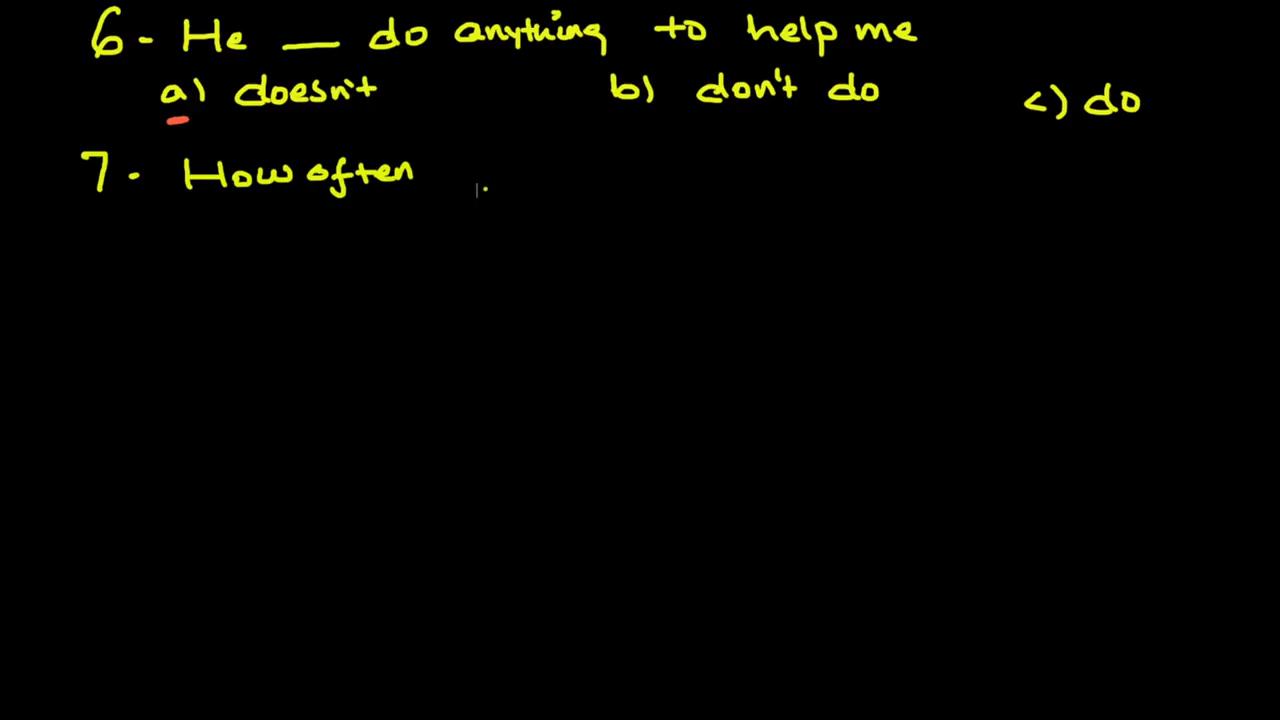 6- He __ do anything to help me
a) doesn't b) don't do c) do
7. How often